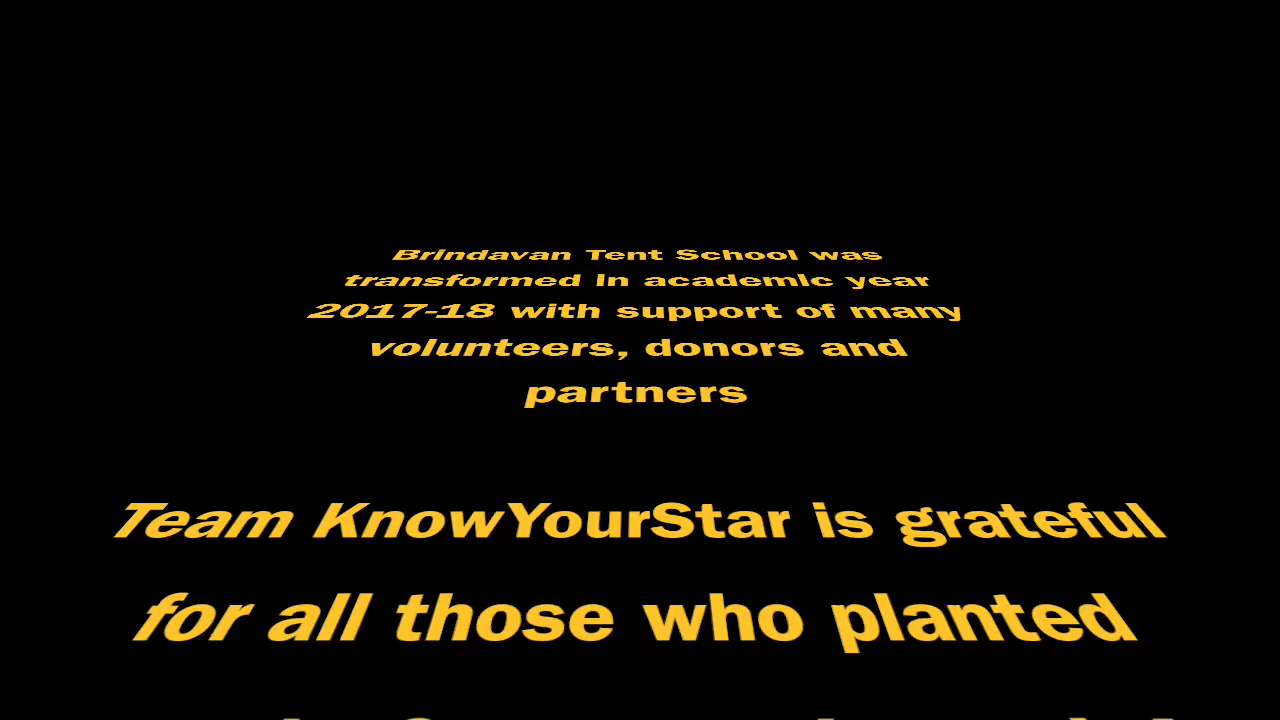 Brindavan Tent School was
transformed in academic year
2017-18 with support of many
volunteers, donors and
partners
Team KnowYourStar is grateful
for all those who planted